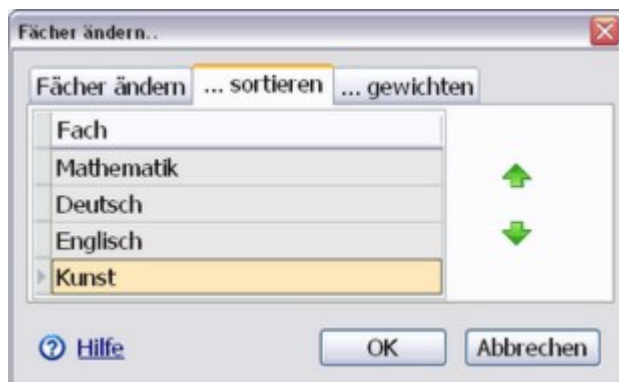 Fächer ändern..
Fächer ändern ... sortieren ... gewichten
Fach
Mathematik
Deutsch
Englisch
Kunst
Hilfe OK Abbrechen